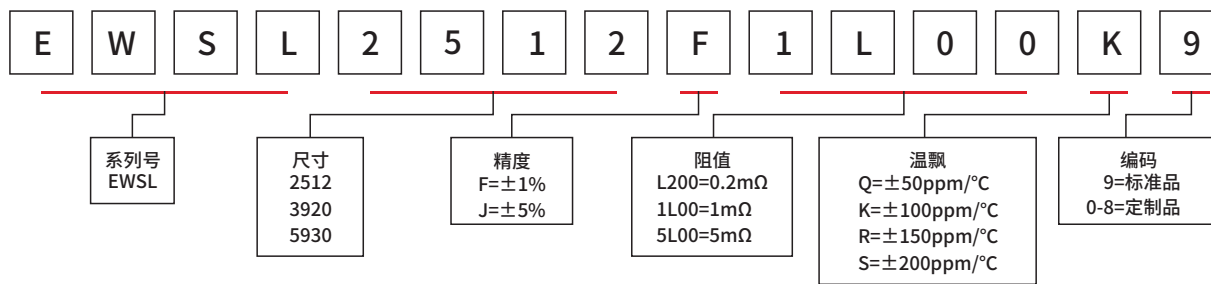 E W S L 2 5 1 2 F 1 L 0 0 K 9
系列号
EWSL
尺寸
2512
3920
5930
精度
F=±1%
J=±5%
阻值
L200=0.2mΩ
1L00=1mΩ
5L00=5mΩ
温飘
Q=±50ppm/°C
K=±100ppm/°C
R=±150ppm/°C
S=±200ppm/°C
编码
9=标准品
0-8=定制品